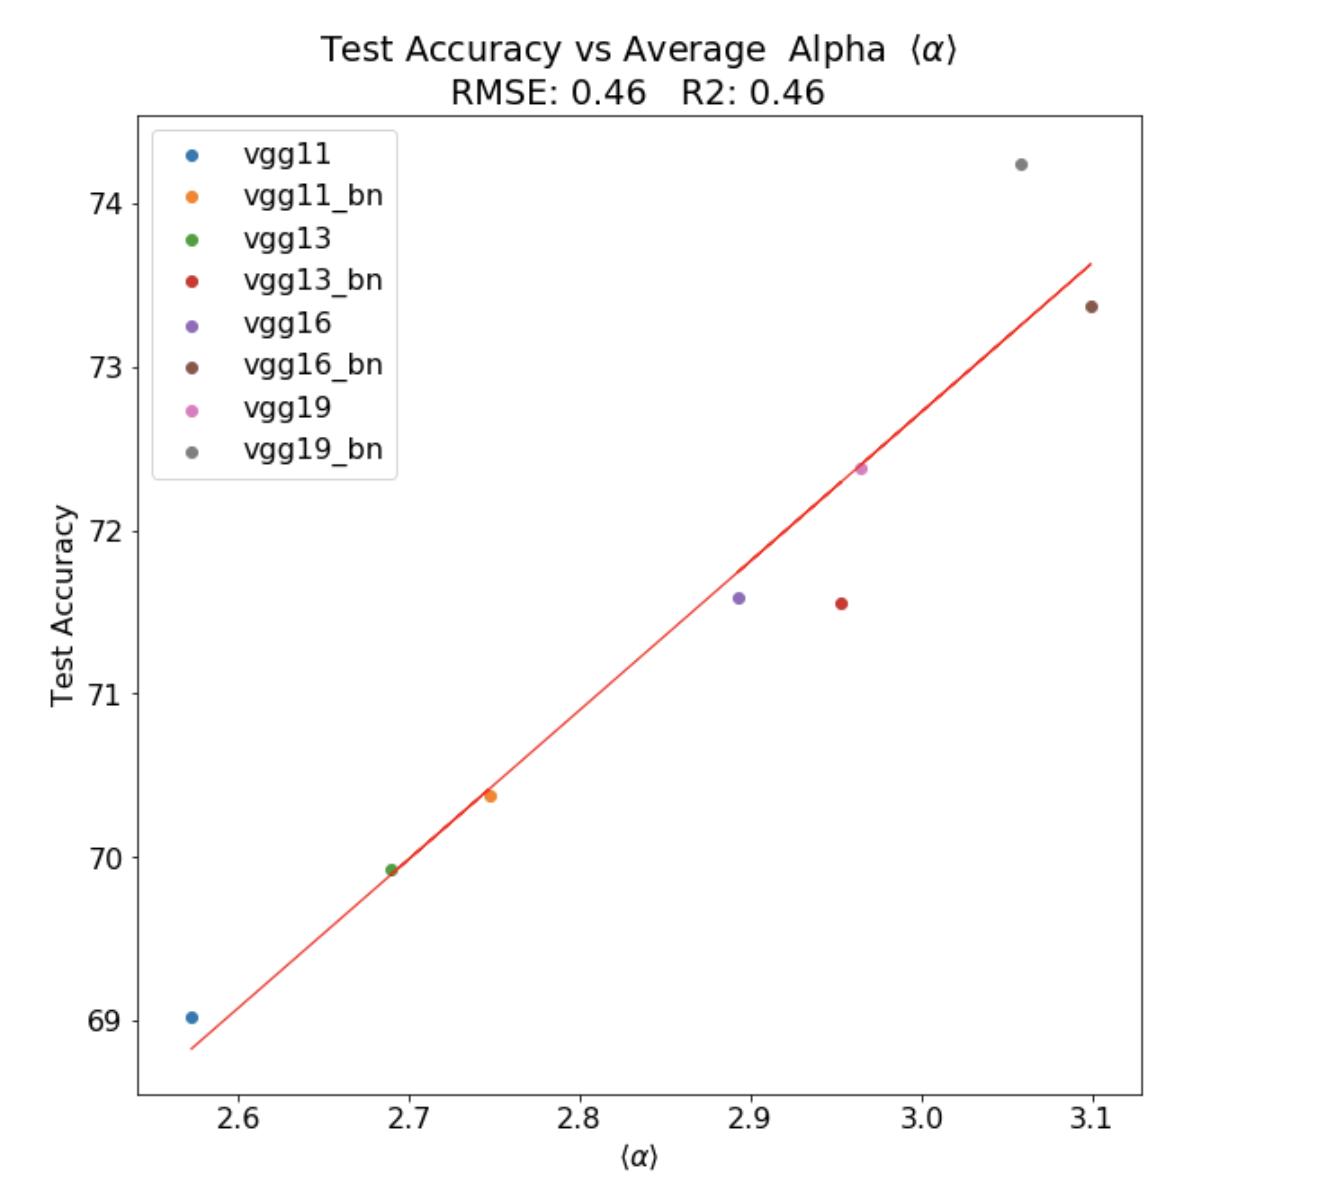 Test Accuracy vs Average  Alpha ⟨α⟩
RMSE: 0.46   R2: 0.46
vgg11
vgg11_bn
vgg13
vgg13_bn
vgg16
vgg16_bn
vgg19
vgg19_bn
74
73
72
71
70
69
Test Accuracy
2.6 2.7 2.8 2.9 3.0 3.1
⟨α⟩